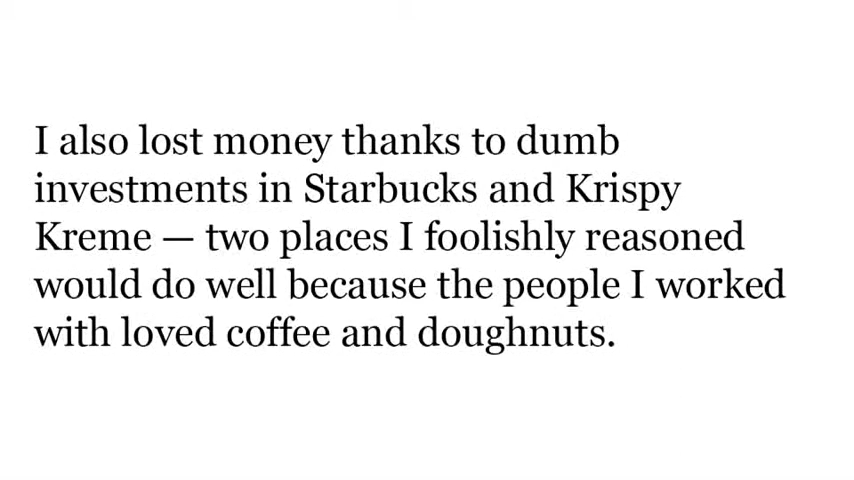 I also lost money thanks to dumb
investments in Starbucks and Krispy
Kreme — two places I foolishly reasoned
would do well because the people I worked
with loved coffee and doughnuts.